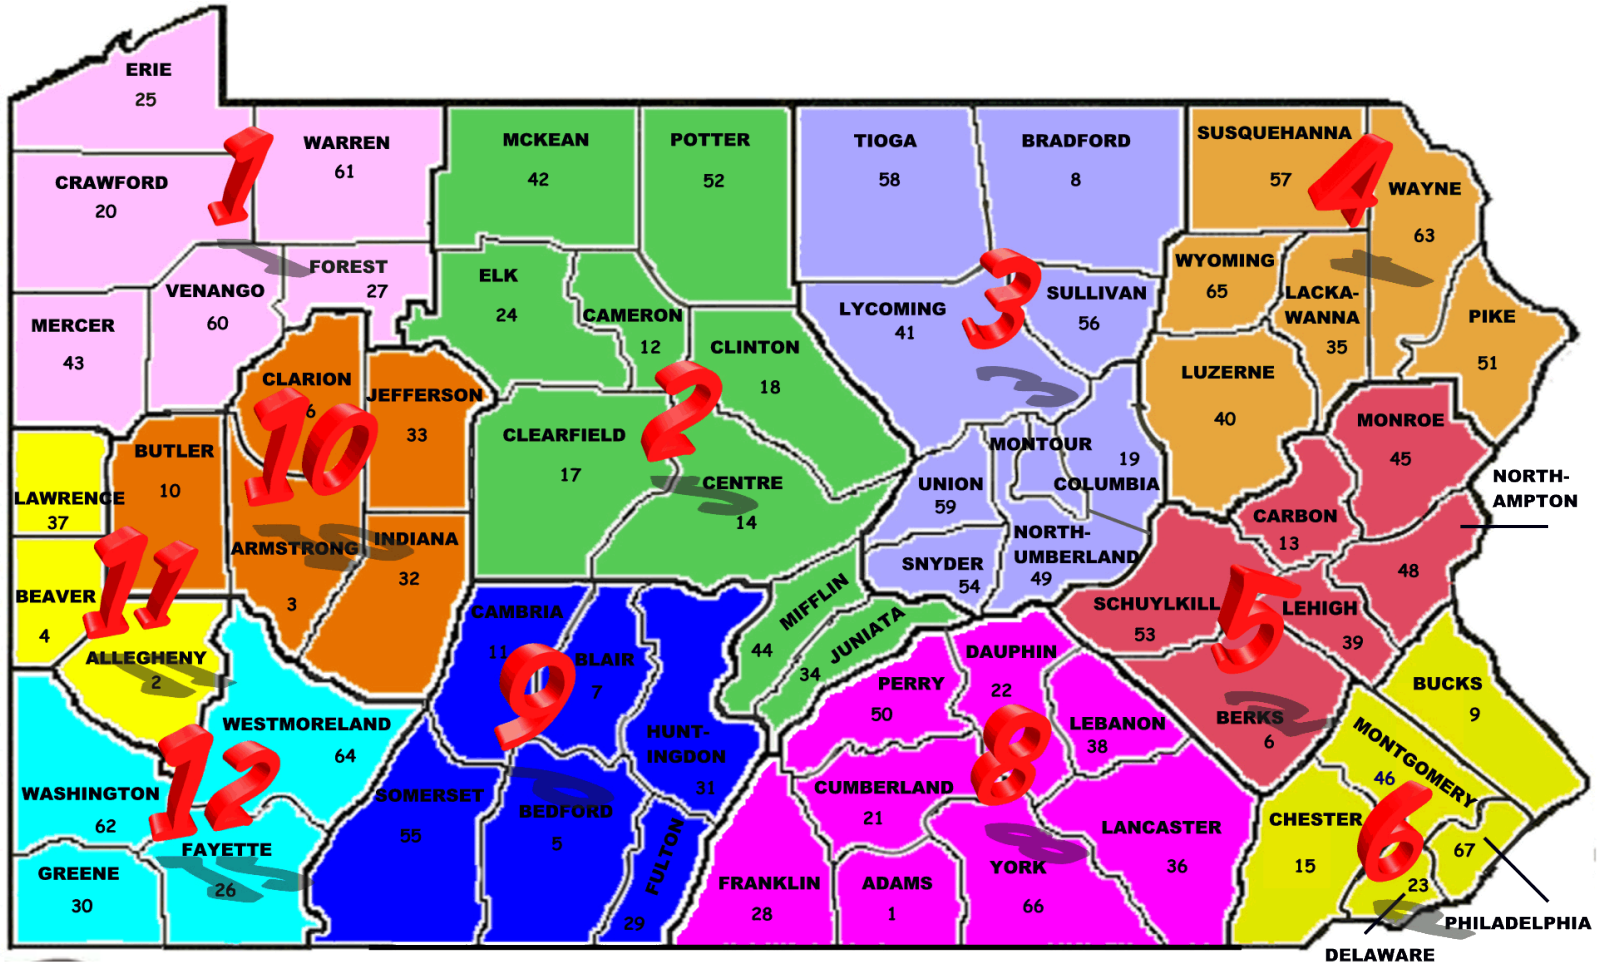 ERIE
25
WARREN
61
MCKEAN
42
POTTER
52
TIOGA
58
BRADFORD
8
SUSQUEHANNA
57
WAYNE
63
1
4
CRAWFORD
20
FOREST
27
VENANGO
60
MERCER
43
ELK
24
CAMERON
12
CLINTON
18
LYCOMING
41
3
SULLIVAN
56
WYOMING
65
LACKA-
WANNA
35
PIKE
51
CLARION
6
JEFFERSON
33
10
2
LUZERNE
40
MONROE
45
BUTLER
10
CLEARFIELD
17
CENTRE
14
MONTOUR
19
COLUMBIA
UNION
59
NORTH-
AMPTON
48
LAWRENCE
37
ARMSTRONG
3
INDIANA
32
SNYDER
54
NORTH-
UMBERLAND
49
CARBON
13
11
BEAVER
4
ALLEGHENY
2
CAMBRIA
11
BLAIR
7
9
MIFFLIN
44
JUNIATA
34
SCHUYLKILL
53
5
LEHIGH
39
DAUPHIN
22
PERRY
50
BUCKS
9
WESTMORELAND
64
HUNT-
INGDON
31
8
LEBANON
38
BERKS
6
MONTGOMERY
46
WASHINGTON
62
12
SOMERSET
55
BEDFORD
5
CUMBERLAND
21
LANCASTER
36
CHESTER
15
6
67
PHILADELPHIA
GREENE
30
FAYETTE
26
FULTON
29
FRANKLIN
28
ADAMS
1
YORK
66
23
DELAWARE